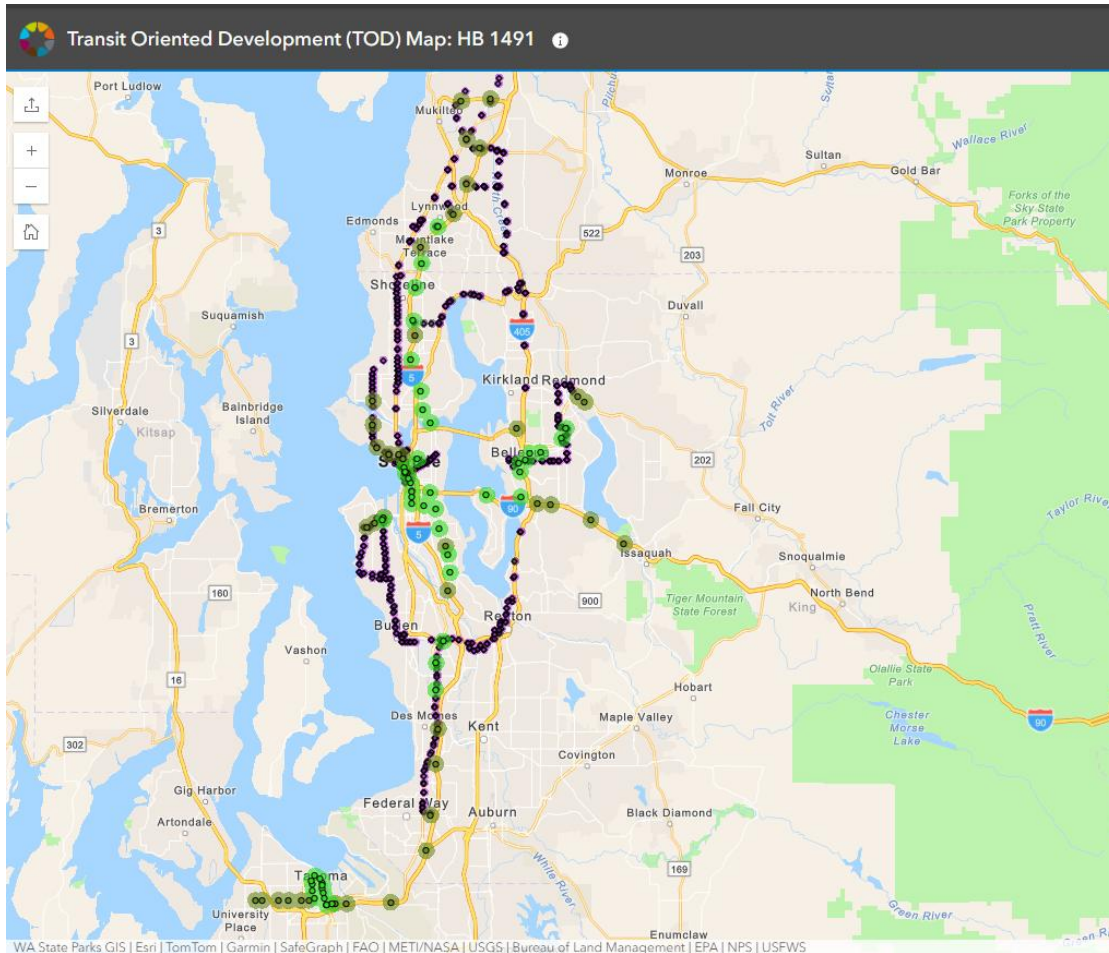 Transit Oriented Development (TOD) Map: HB 1491
Port Ludlow
Mukilteo
Sultan
Wallace River
Monroe
Gold Bar
Forks of the
Sky State
Park Property
Lynnwood
Edmonds
3
522
Mountlake
Terrace
203
Shoreline
Duvall
Suquamish
405
3
5
Kirkland
Redmond
Tolt River
Silverdale
Bainbridge
Island
Kitsap
202
Taylor River
90
Fall City
Bremerton
5
Issaquah
Snoqualmie
160
900
Tiger Mountain
State Forest
North Bend
King
Pratt River
Renton
Vashon
Olallie State
Park
16
Hobart
Des Moines
Maple Valley
Chester
Morse
Lake
90
302
Kent
Covington
Gig Harbor
Federal Way
Auburn
Black Diamond
Artondale
169
White River
Tacoma
University
Place
Green River
Enumclaw
WA State Parks GIS | Esri | TomTom | Garmin | SafeGraph | FAO | METI/NASA | USGS | Bureau of Land Management | EPA | NPS | USFWS